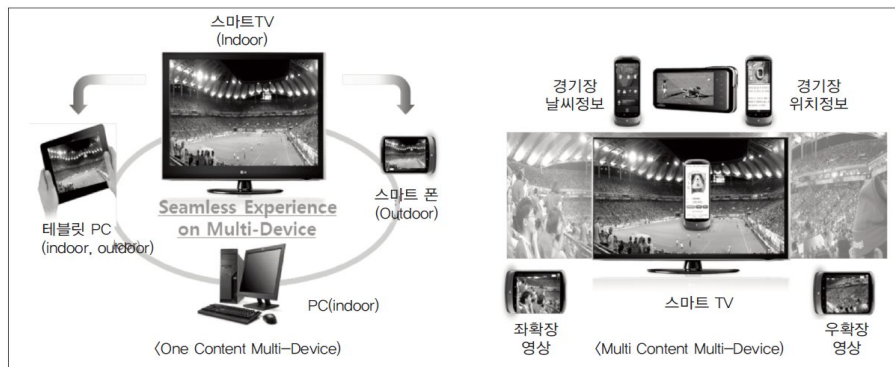 스마트TV
(Indoor)
테블릿 PC
(indoor, outdoor)
스마트 폰
(Outdoor)
Seamless Experience
on Multi-Device
PC(indoor)
〈One Content Multi-Device〉
경기장
날씨정보
경기장
위치정보
스마트 TV
좌확장
영상
우확장
영상
〈Multi Content Multi-Device〉